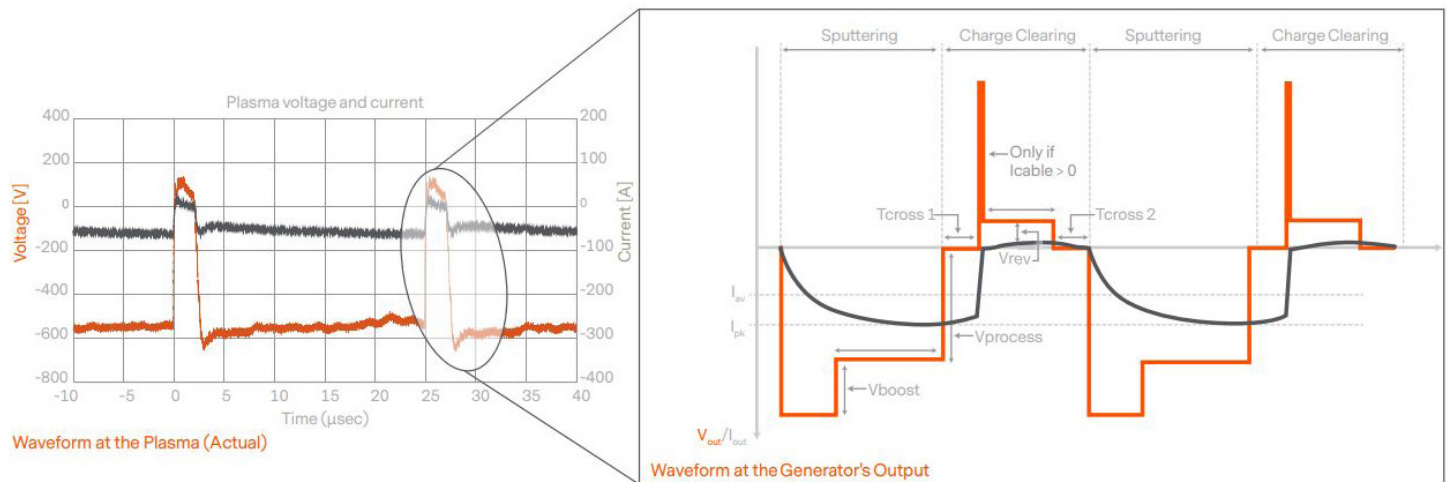 Plasma voltage and current
400
200
0
-200
-400
-600
-800
Voltage [V]
200
100
0
-100
-200
-300
-400
Current [A]
-10
-5
0
5
10
15
20
25
30
35
40
Time (µsec)
Waveform at the Plasma (Actual)
Sputtering
Charge Clearing
Sputtering
Charge Clearing
Only if
Icable > 0
Tcross 1
Tcross 2
Vrev
Iav
Ipk
Vprocess
Vboost
Vout/Iout
Waveform at the Generator's Output